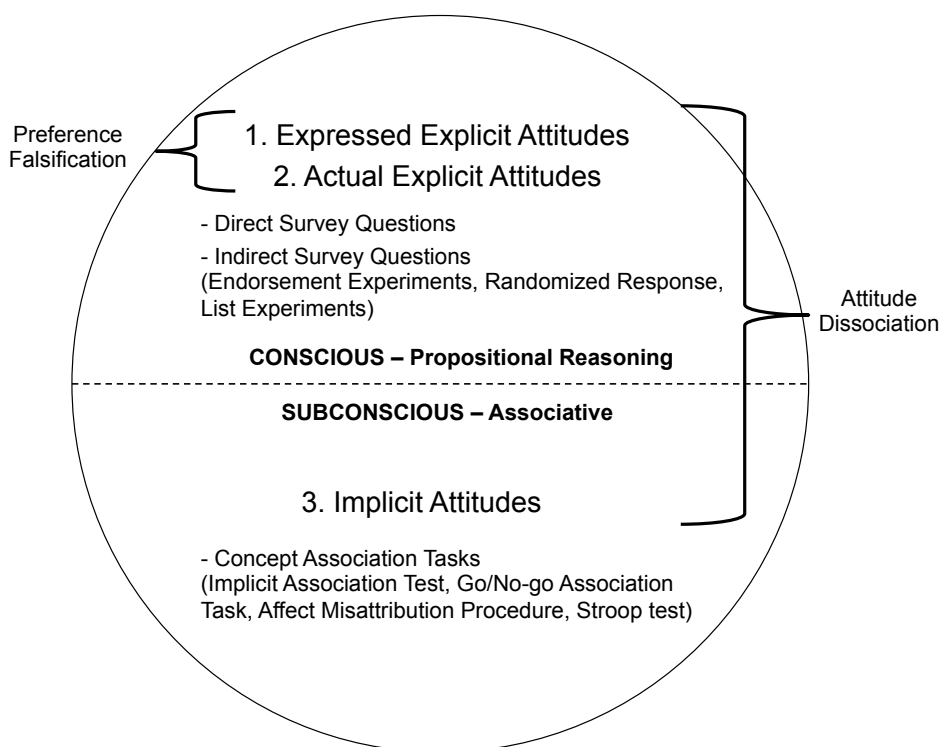 Preference
Falsification
1. Expressed Explicit Attitudes
2. Actual Explicit Attitudes
- Direct Survey Questions
- Indirect Survey Questions
(Endorsement Experiments, Randomized Response,
List Experiments)
Attitude
Dissociation
CONSCIOUS – Propositional Reasoning
SUBCONSCIOUS – Associative
3. Implicit Attitudes
- Concept Association Tasks
(Implicit Association Test, Go/No-go Association
Task, Affect Misattribution Procedure, Stroop test)